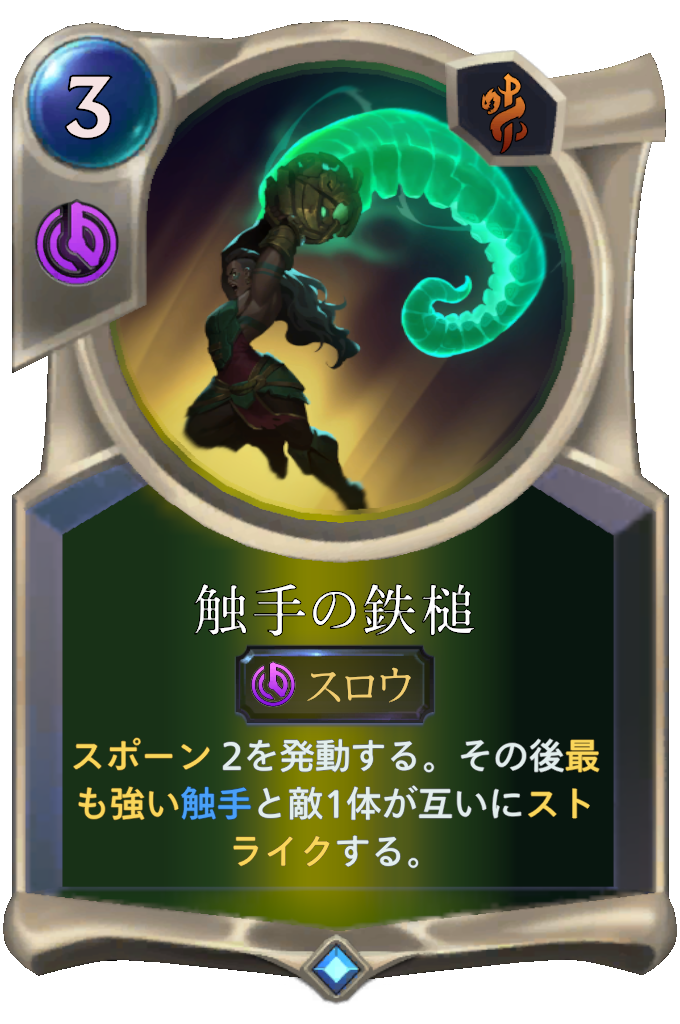 3
触手の鉄槌
スロウ
スポーン 2を発動する。その後最
も強い触手と敵1体が互いにスト
ライクする。